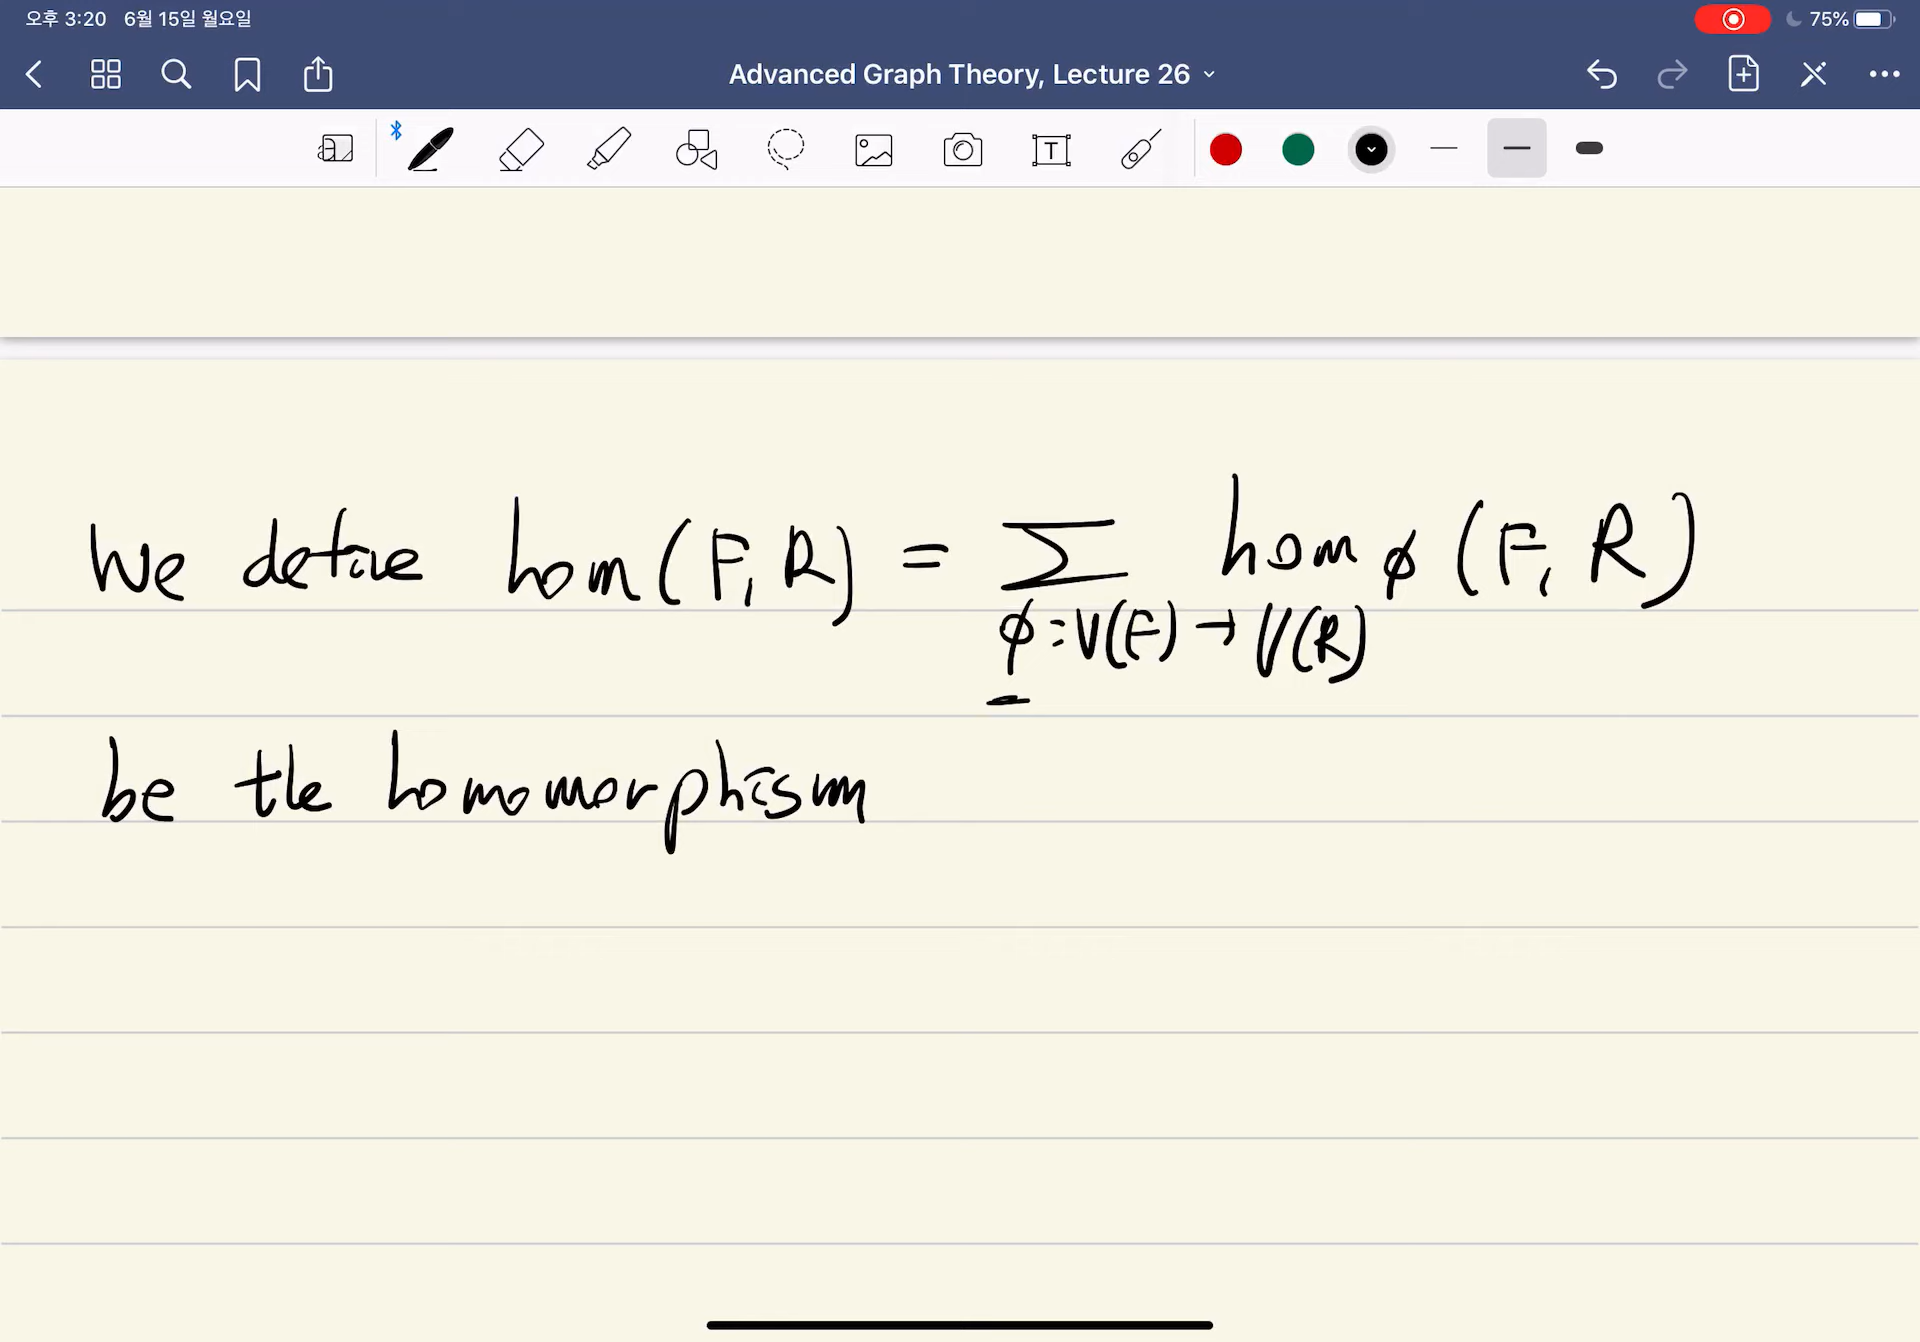 오후 3:20 6월 15일 월요일 75%
Advanced Graph Theory, Lecture 26
a T
We define hom(F, R) = Σ hom φ (F, R)
φ:V(F)→V(R)
be the homomorphism